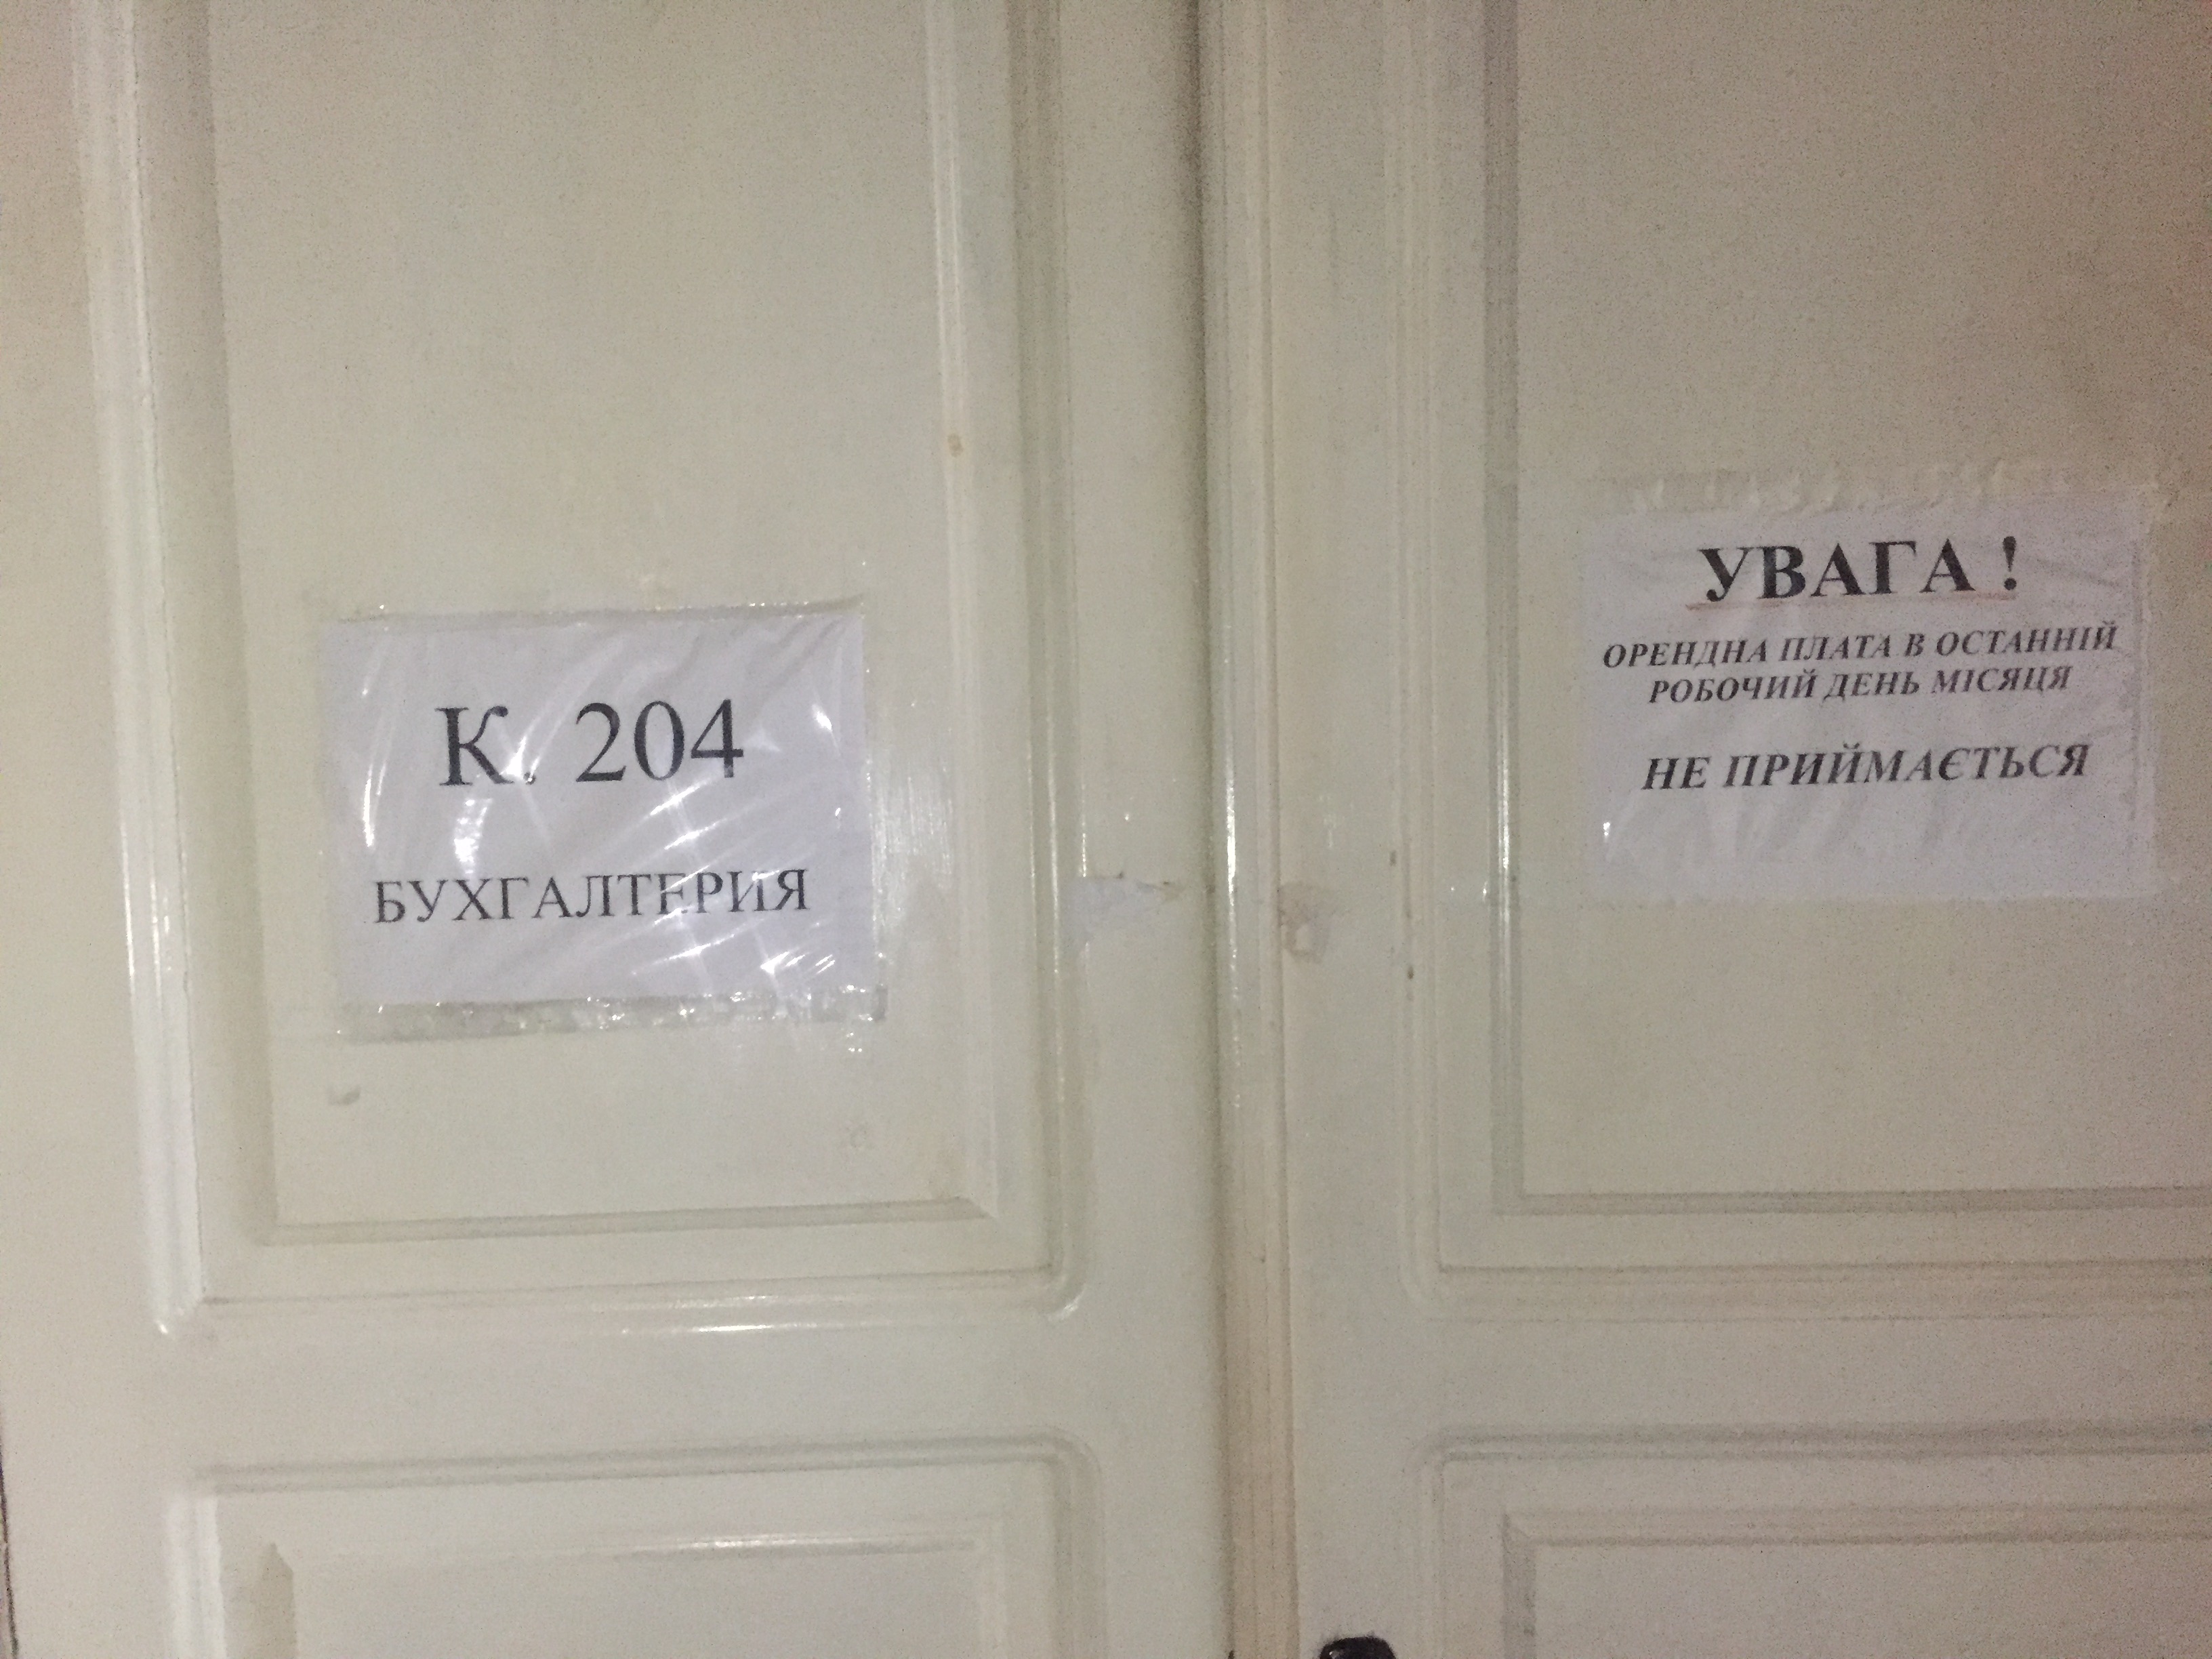 К. 204
БУХГАЛТЕРИЯ
УВАГА !
ОРЕНДНА ПЛАТА В ОСТАННІЙ
РОБОЧИЙ ДЕНЬ МІСЯЦЯ
НЕ ПРИЙМАЄТЬСЯ